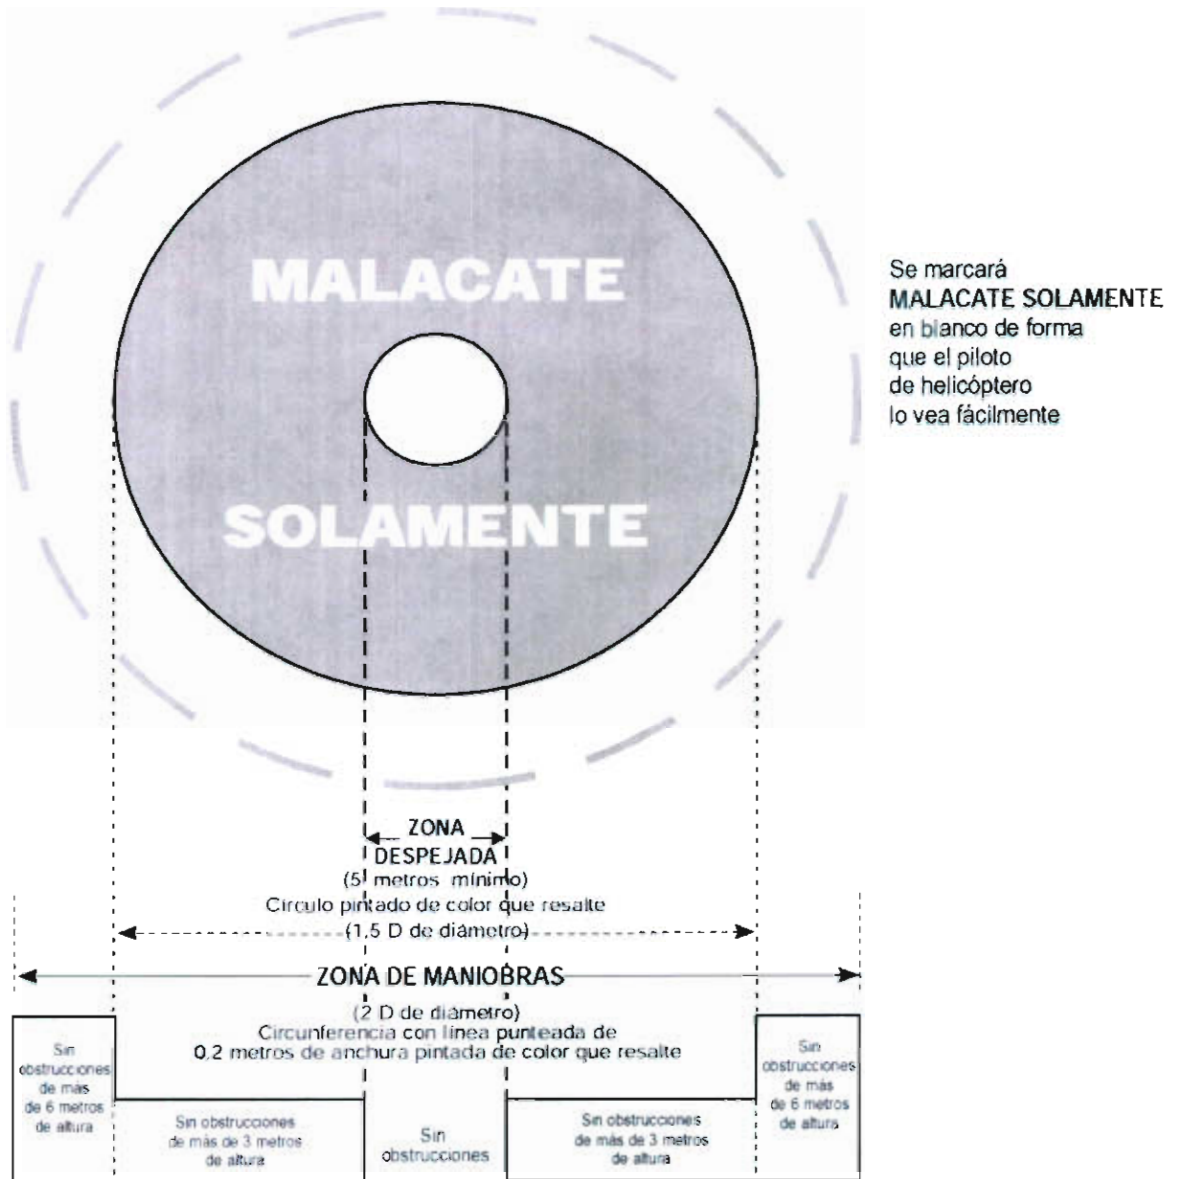 MALACATE
SOLAMENTE
Se marcará
MALACATE SOLAMENTE
en blanco de forma
que el piloto
de helicóptero
lo vea fácilmente
ZONA
DESPEJADA
(5 metros mínimo)
Círculo pintado de color que resalte
(1,5 D de diámetro)
ZONA DE MANIOBRAS
(2 D de diámetro)
Circunferencia con línea punteada de
0,2 metros de anchura pintada de color que resalte
Sin
obstrucciones
de más
de 6 metros
de altura
Sin obstrucciones
de más de 3 metros
de altura
Sin
obstrucciones
Sin obstrucciones
de más de 3 metros
de altura
Sin
obstrucciones
de más
de 6 metros
de altura